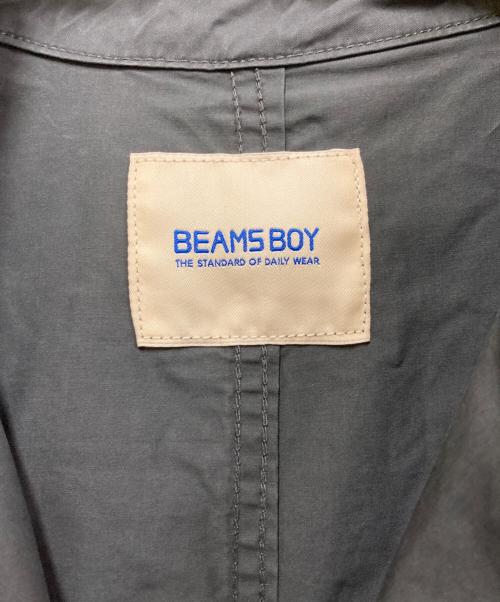 BEAMS BOY
THE STANDARD OF DAILY WEAR